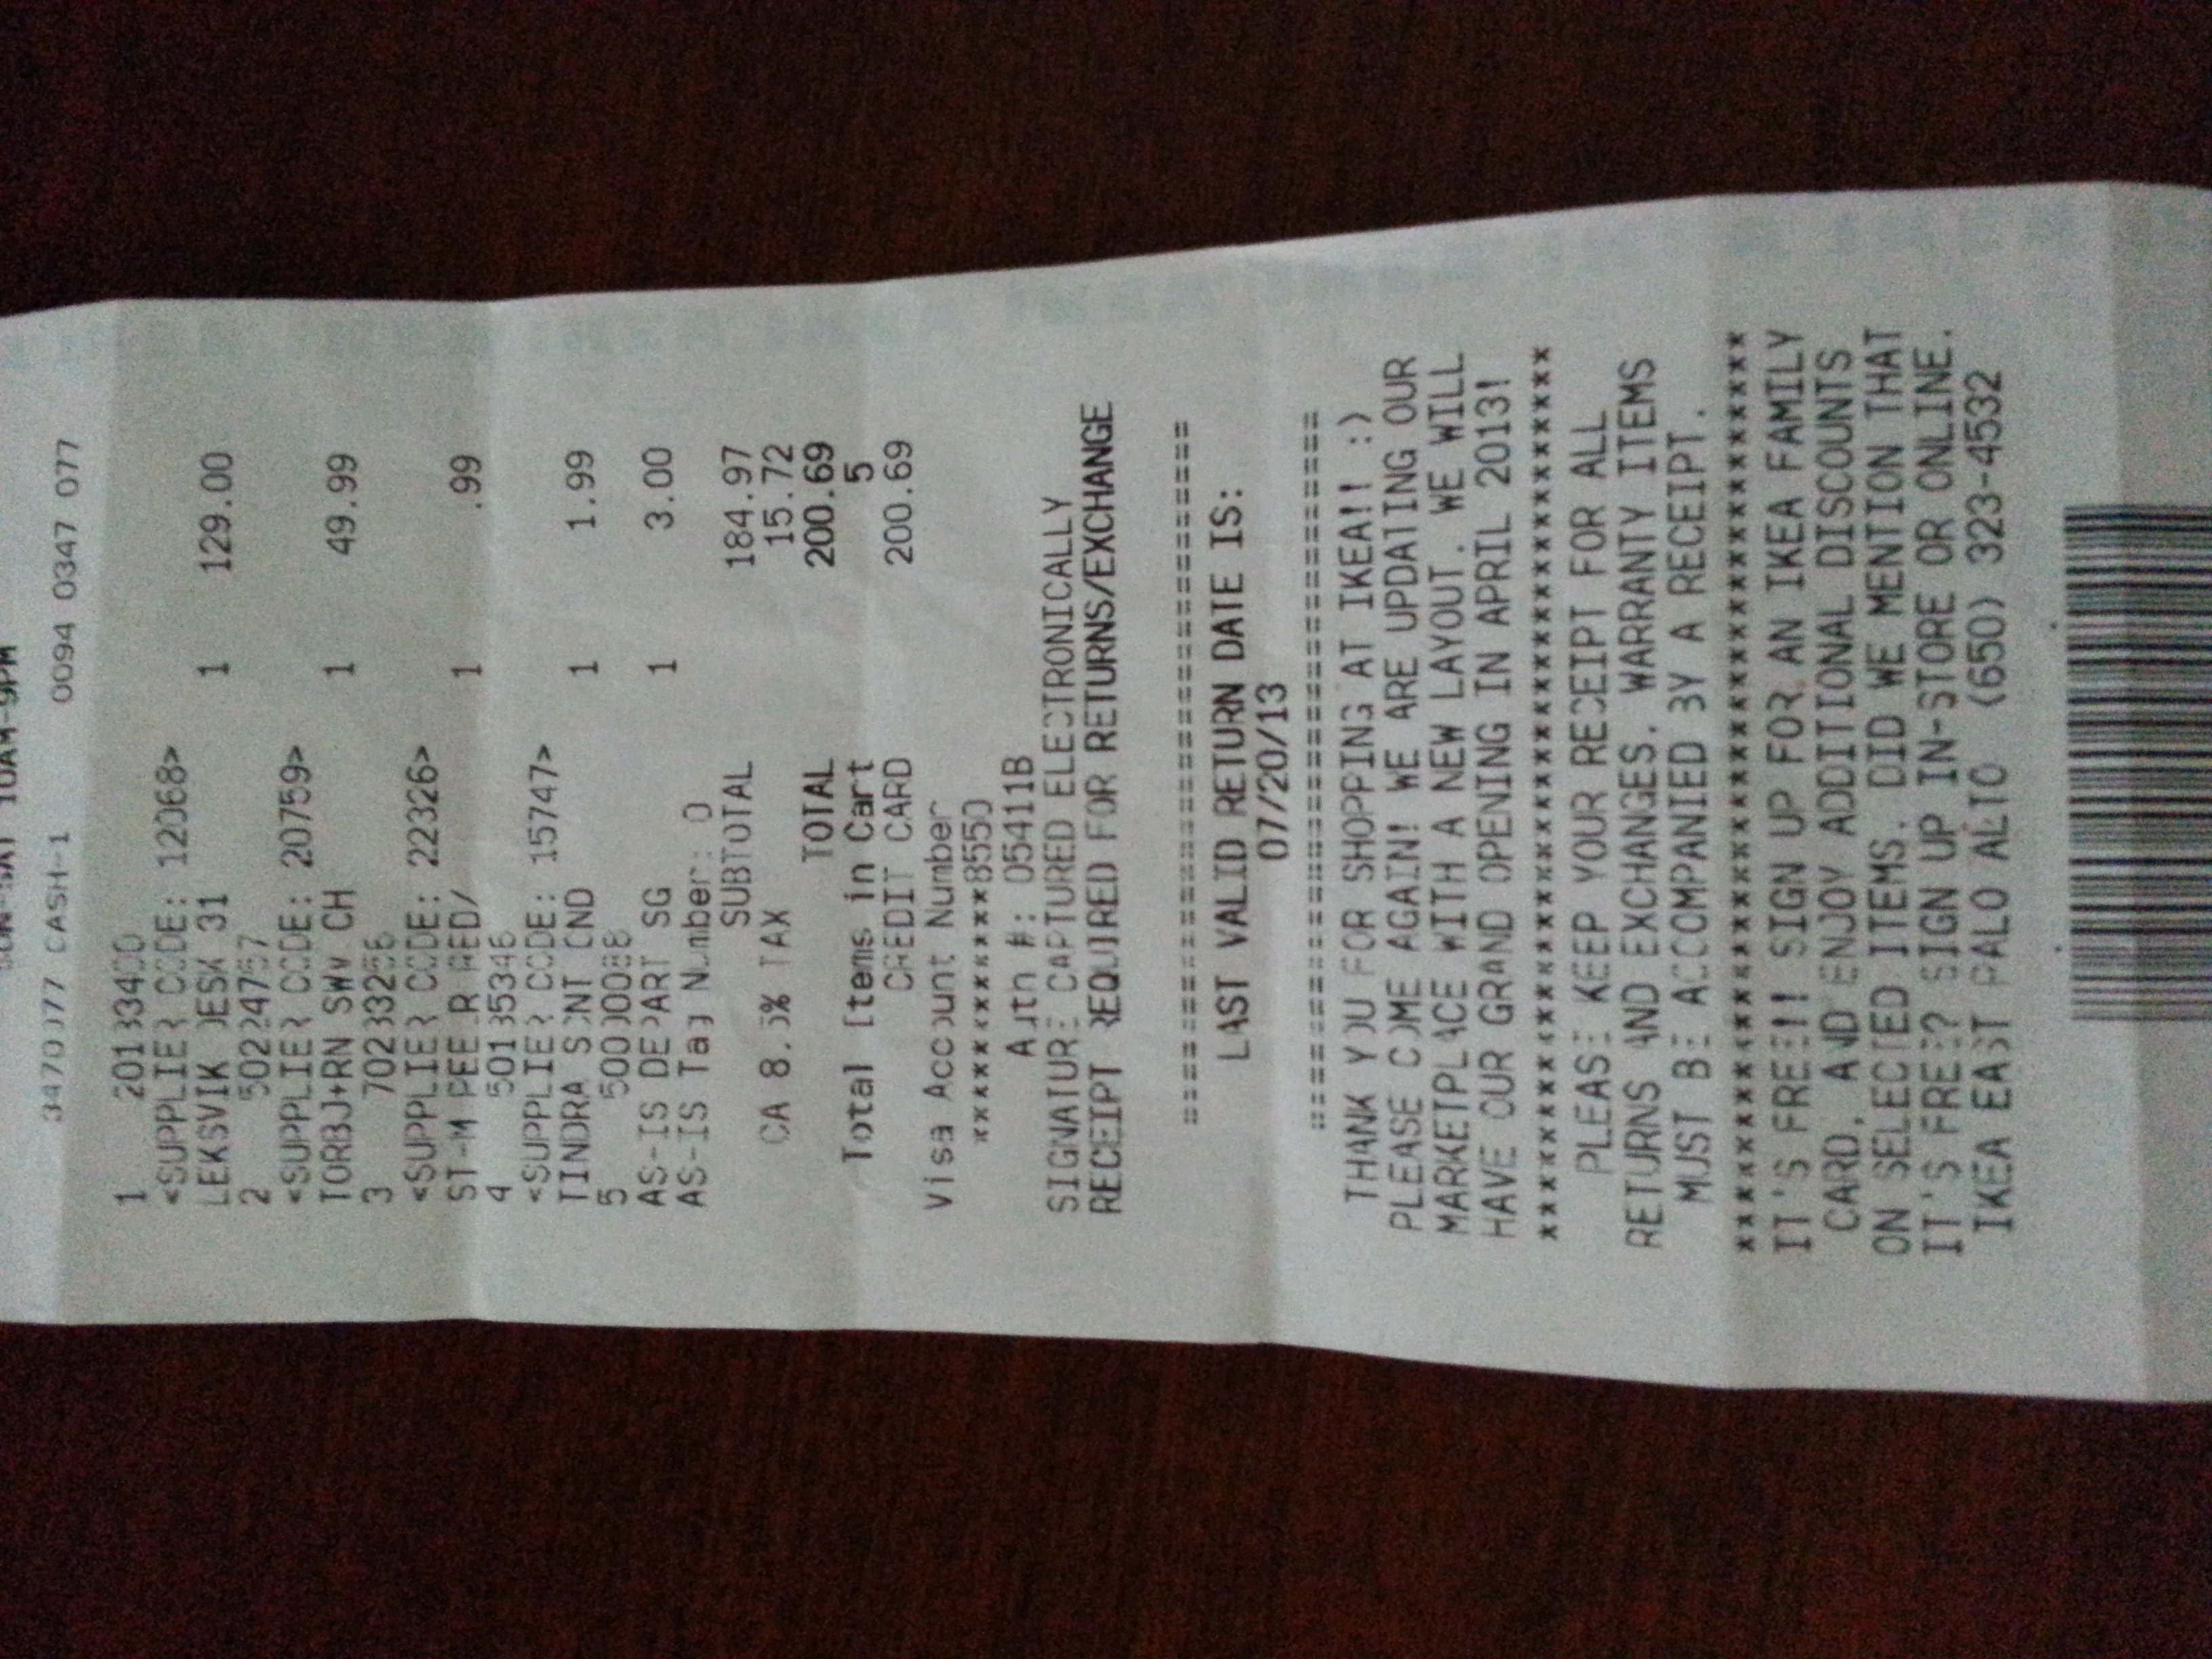 SUN-SAT 10AM-9PM
3470077 CASH-1 0094 0347 077
1 20133400
<SUPPLIER CODE: 12068>
LEKSVIK DESK 31 1 129.00
2
<SUPPLIER CODE: 20759>
TORBJ+RN SWV CH 1 49.99
3
<SUPPLIER CODE: 22326>
ST-M PEELR RED/ 1 .99
4 50135346
<SUPPLIER CODE: 15747>
TINDRA SCNT CND 1 1.99
5
AS-IS DEPART SG 1 3.00
AS-IS Tag Number: 0
SUBTOTAL 184.97
CA 8.5% TAX 15.72
TOTAL 200.69
Total Items in Cart 5
CREDIT CARD 200.69
Visa Account Number
************8550
Auth #: 05411B
SIGNATURE CAPTURED ELECTRONICALLY
RECEIPT REQUIRED FOR RETURNS/EXCHANGE
================================
LAST VALID RETURN DATE IS:
07/20/13
================================
THANK YOU FOR SHOPPING AT IKEA!! :)
PLEASE COME AGAIN! WE ARE UPDATING OUR
MARKETPLACE WITH A NEW LAYOUT. WE WILL
HAVE OUR GRAND OPENING IN APRIL 2013!
**************************************
PLEASE KEEP YOUR RECEIPT FOR ALL
RETURNS AND EXCHANGES. WARRANTY ITEMS
MUST BE ACCOMPANIED BY A RECEIPT.
**************************************
IT'S FREE!! SIGN UP FOR AN IKEA FAMILY
CARD, AND ENJOY ADDITIONAL DISCOUNTS
ON SELECTED ITEMS. DID WE MENTION THAT
IT'S FREE? SIGN UP IN-STORE OR ONLINE.
IKEA EAST PALO ALTO (650) 323-4532